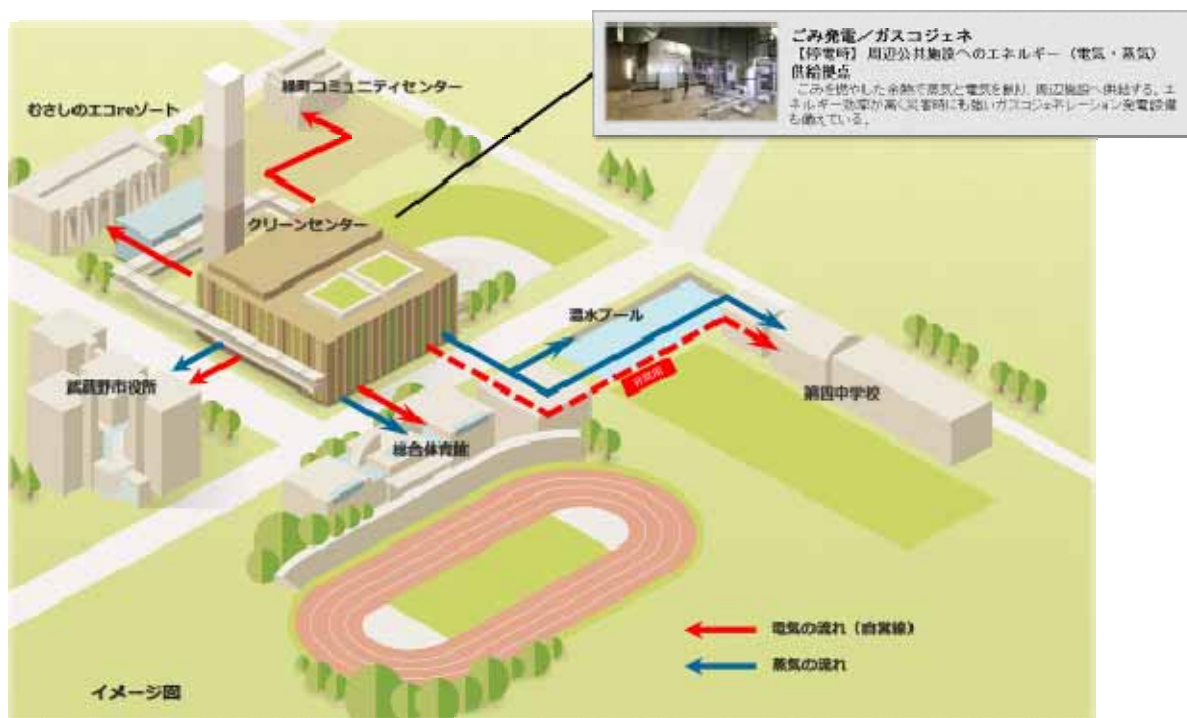 ごみ発電／ガスコジェネ
【停電時】周辺公共施設へのエネルギー（電気・蒸気）
供給拠点
ごみを燃やした余熱で蒸気と電気を創り、周辺施設へ供給する。エ
ネルギー効率が高く災害時にも強いガスコジェネレーション発電設備
も備えている。
緑町コミュニティセンター
むさしのエコreゾート
クリーンセンター
温水プール
武蔵野市役所
非常用
第四中学校
総合体育館
電気の流れ（自営線）
蒸気の流れ
イメージ図